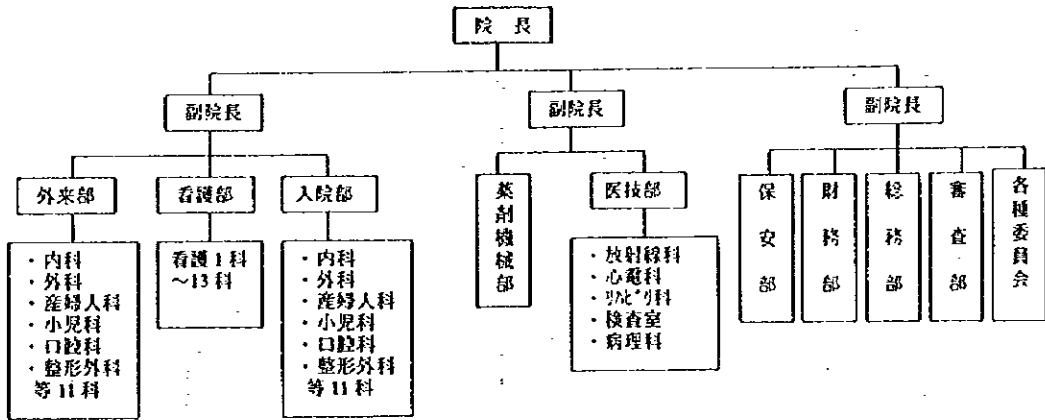 院長
副院長
副院長
副院長
外来部
看護部
入院部
薬剤機械部
医技部
保安部
財務部
総務部
審査部
各種委員会
・内科
・外科
・産婦人科
・小児科
・口腔科
・整形外科
等11科
看護1科
～13科
・内科
・外科
・産婦人科
・小児科
・口腔科
・整形外科
等11科
・放射線科
・心電科
・ﾘﾊﾋﾞﾘ科
・検査室
・病理科